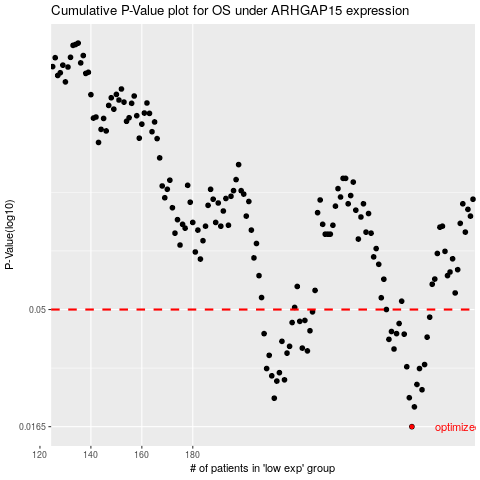 Cumulative P-Value plot for OS under ARHGAP15 expression
P-Value(log10)
0.05
0.0165
optimize
120 140 160 180
# of patients in 'low exp' group